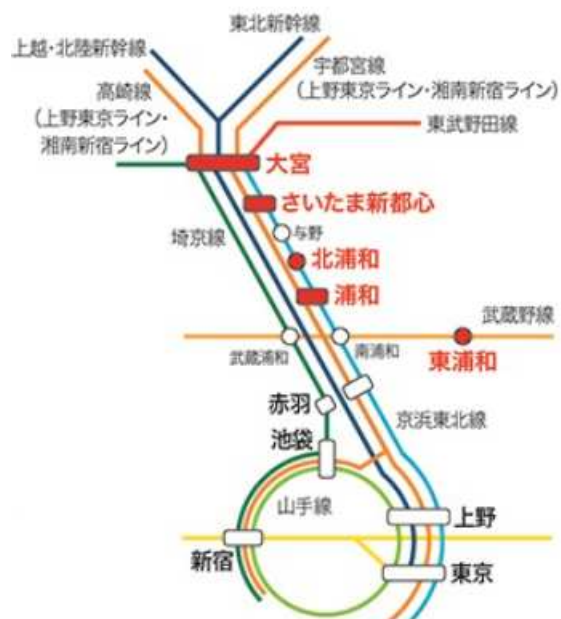 東北新幹線
上越・北陸新幹線
宇都宮線
(上野東京ライン・湘南新宿ライン)
高崎線
(上野東京ライン・
湘南新宿ライン)
東武野田線
大宮
さいたま新都心
与野
埼京線
北浦和
浦和
武蔵野線
武蔵浦和
南浦和
東浦和
赤羽
京浜東北線
池袋
山手線
上野
新宿
東京